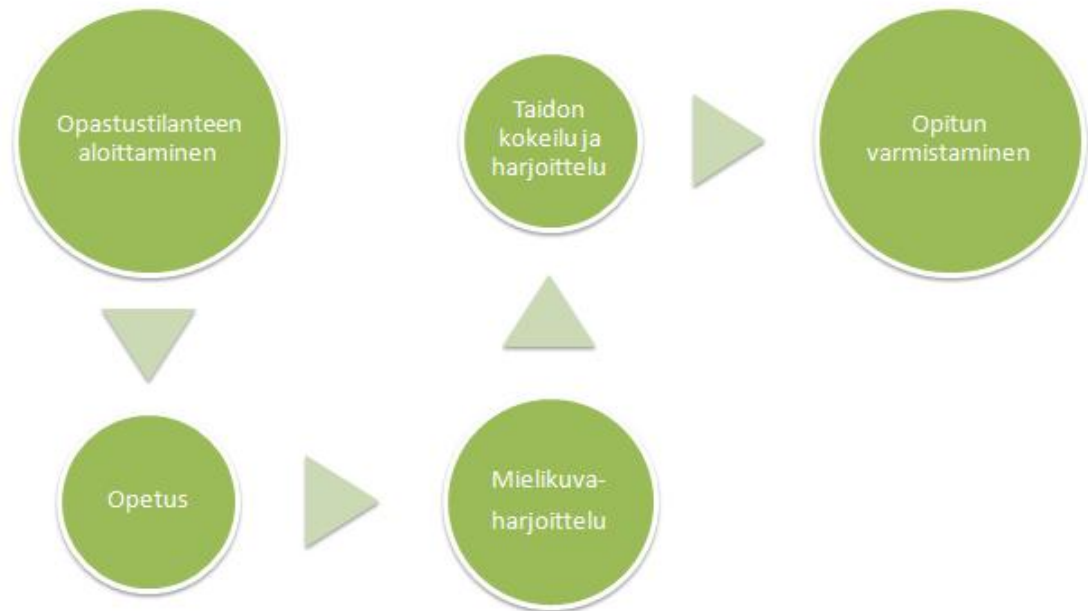 Opastustilanteen
aloittaminen
Opetus
Mielikuva-
harjoittelu
Taidon
kokeilu ja
harjoittelu
Opitun
varmistaminen